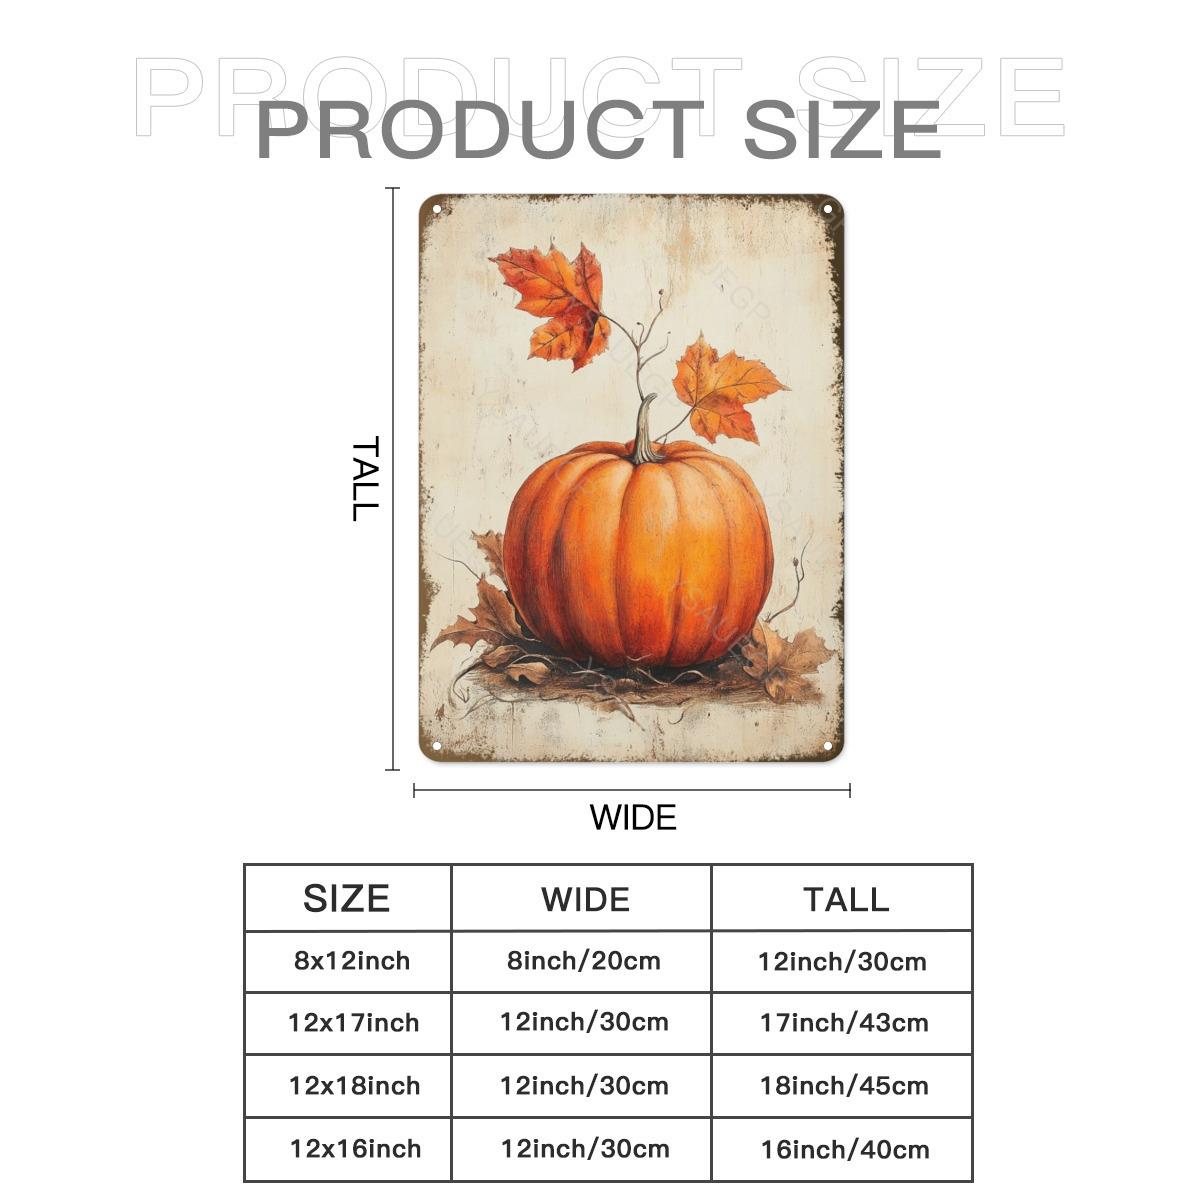 PRODUCT SIZE
PRODUCT SIZE
TALL
WIDE
SIZE WIDE TALL
8x12inch 8inch/20cm 12inch/30cm
12x17inch 12inch/30cm 17inch/43cm
12x18inch 12inch/30cm 18inch/45cm
12x16inch 12inch/30cm 16inch/40cm